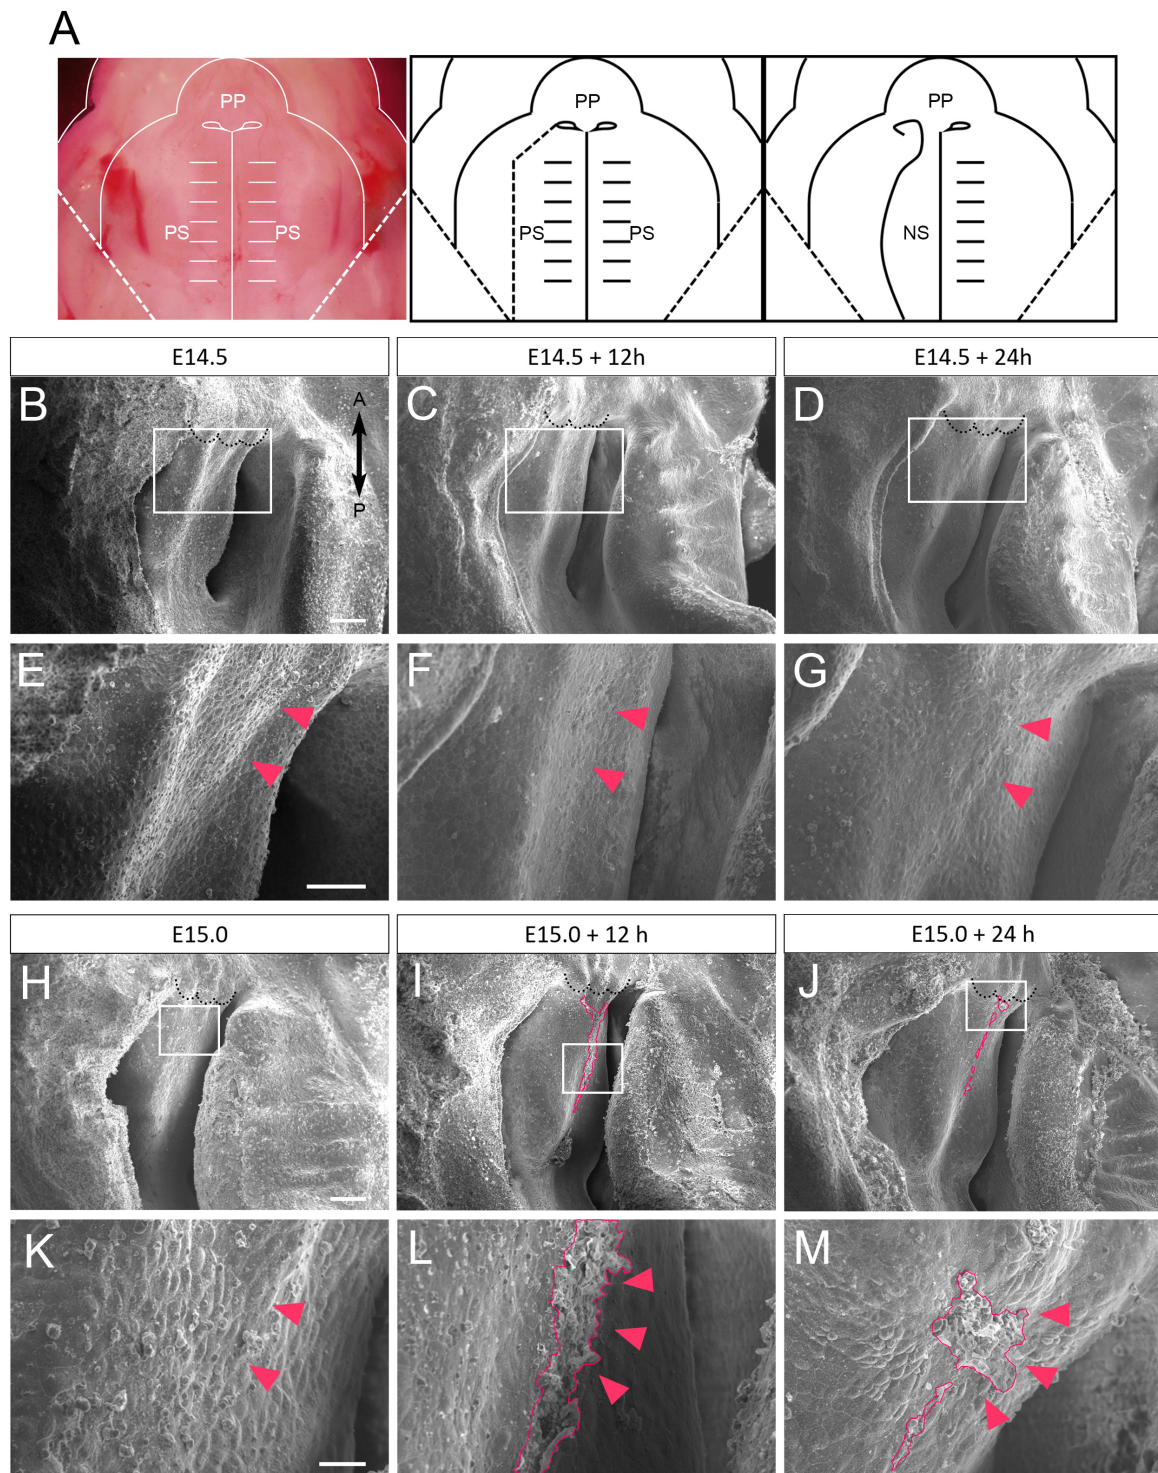 A
PP
PS
PS
PP
PS
PS
PP
NS
E14.5
E14.5 + 12h
E14.5 + 24h
B
A
P
C
D
E
F
G
E15.0
E15.0 + 12 h
E15.0 + 24 h
H
I
J
K
L
M